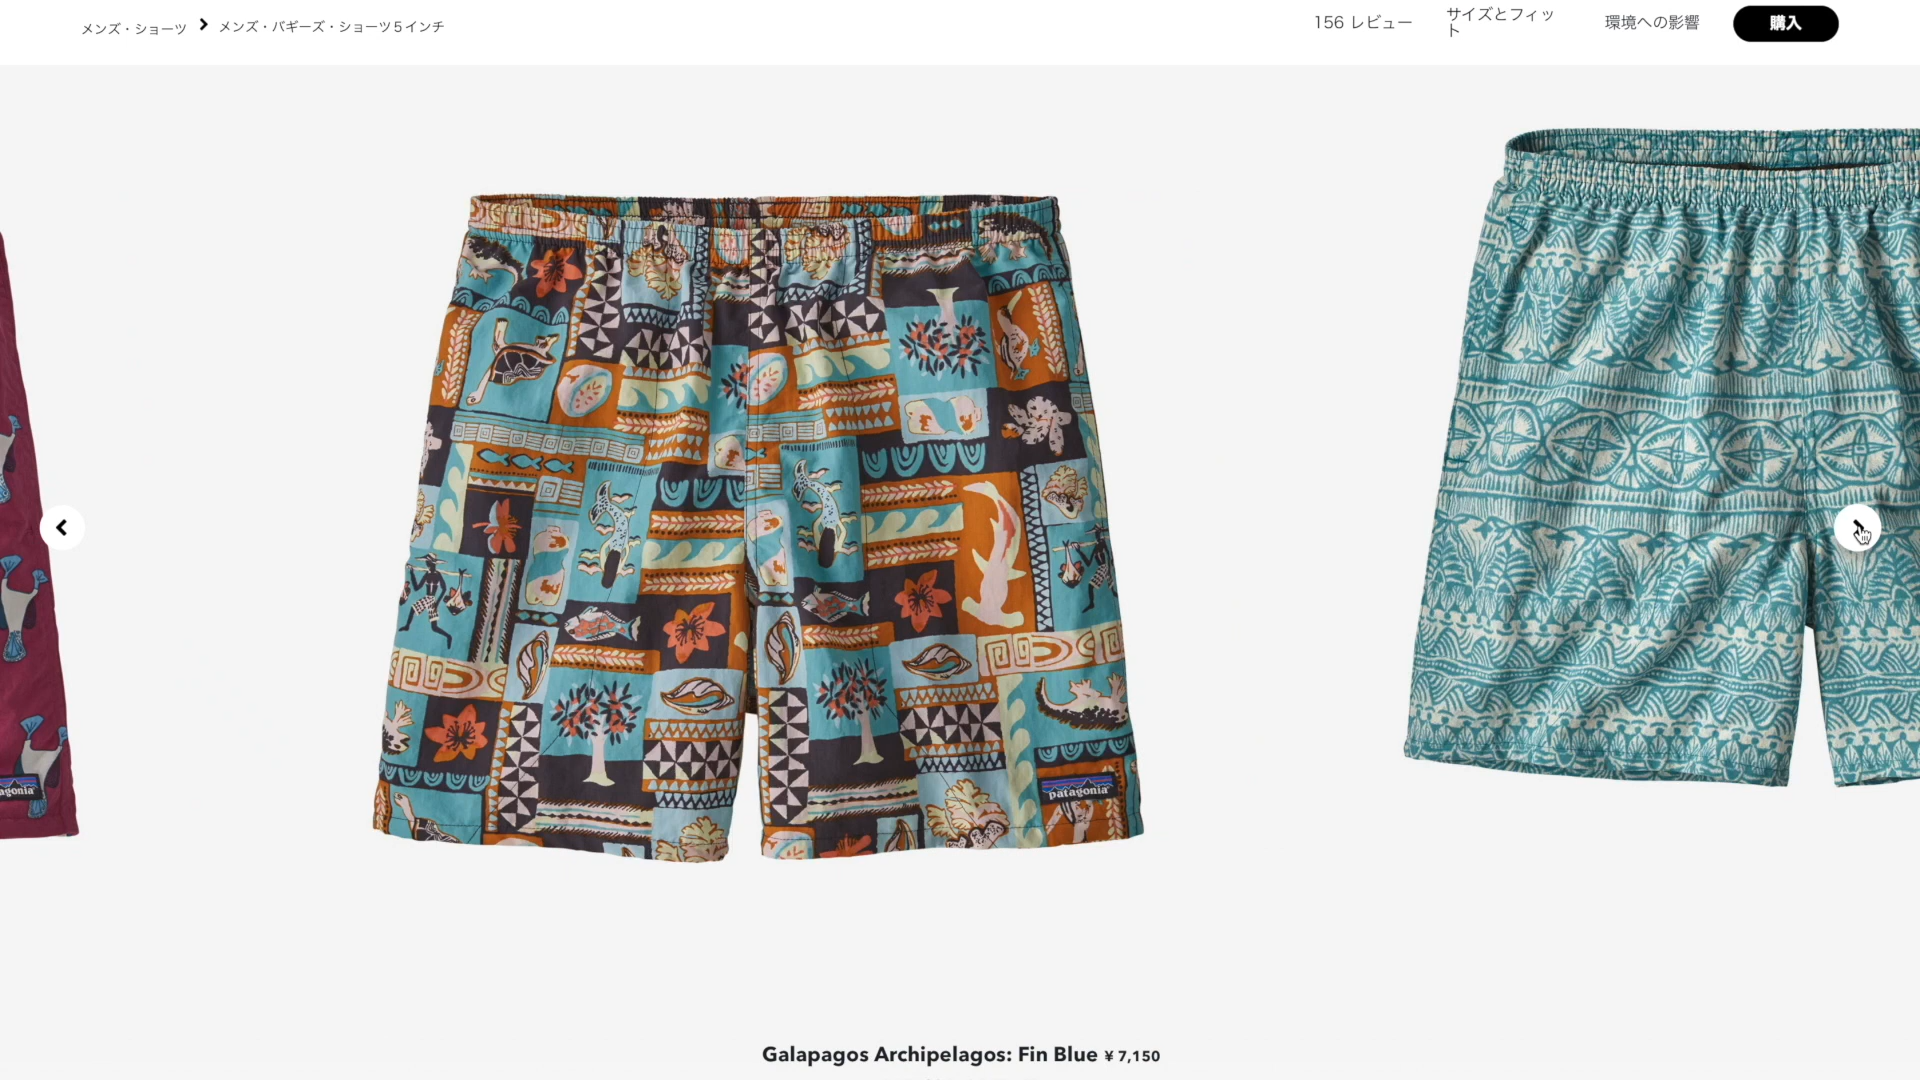 メンズ・ショーツ
メンズ・バギーズ・ショーツ5インチ
156 レビュー
サイズとフィッ
ト
環境への影響
購入
patagonia
agonia
Galapagos Archipelagos: Fin Blue ¥ 7,150